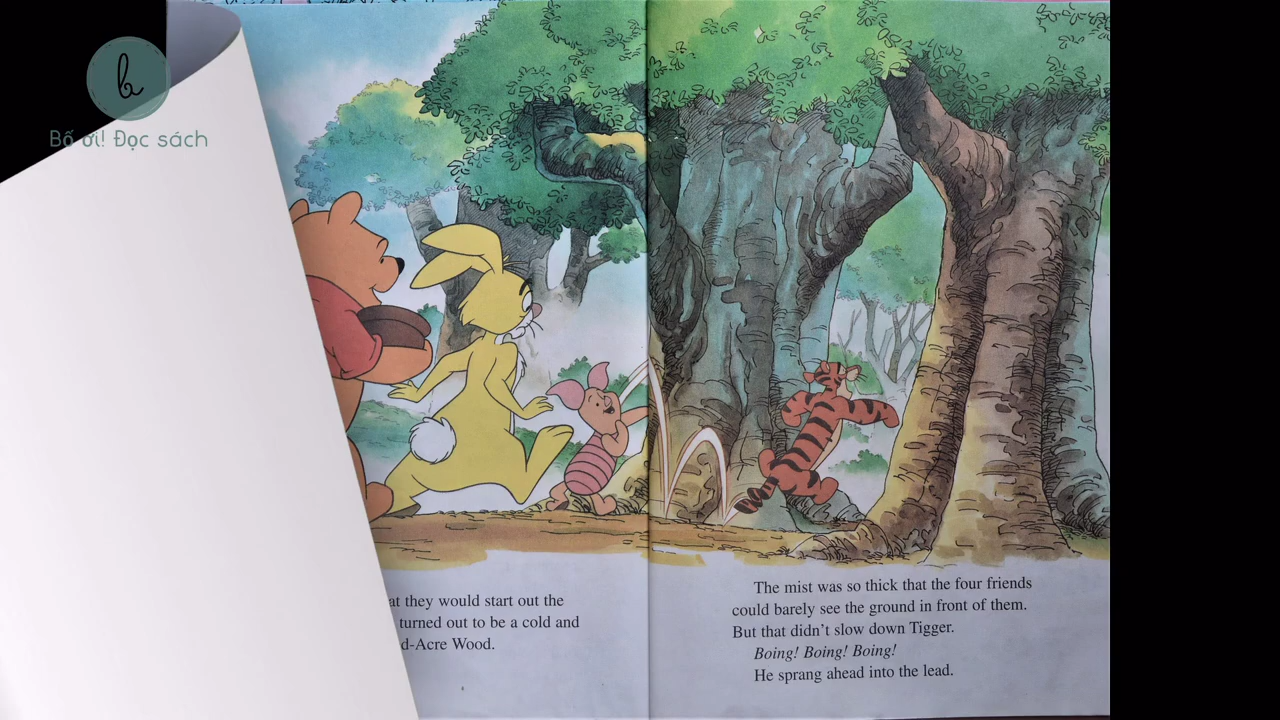 b
Bố ơi! Đọc sách
at they would start out the
turned out to be a cold and
d-Acre Wood.
The mist was so thick that the four friends
could barely see the ground in front of them.
But that didn't slow down Tigger.
Boing! Boing! Boing!
He sprang ahead into the lead.